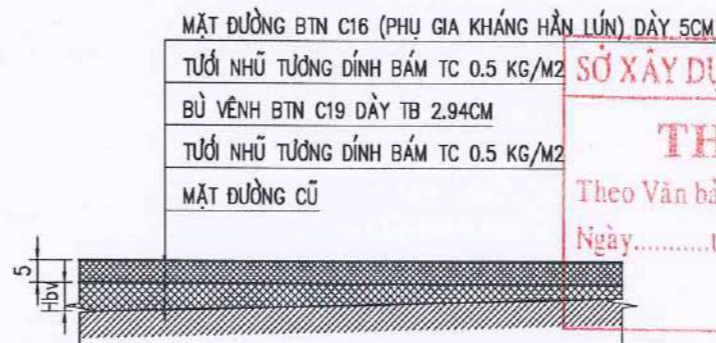 MẶT ĐƯỜNG BTN C16 (PHỤ GIA KHÁNG HẰN LÚN) DÀY 5CM
TƯỚI NHŨ TƯƠNG DÍNH BÁM TC 0.5 KG/M2
BÙ VÊNH BTN C19 DÀY TB 2.94CM
TƯỚI NHŨ TƯƠNG DÍNH BÁM TC 0.5 KG/M2
MẶT ĐƯỜNG CŨ
SỞ XÂY
TH
Theo Văn
Ngày...........
5
Hbv